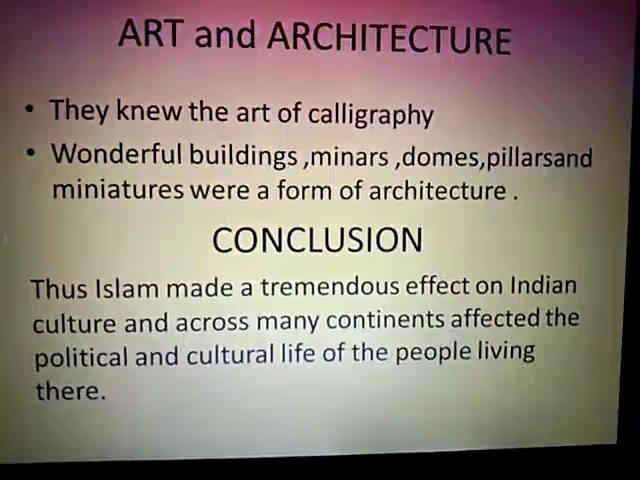 ART and ARCHITECTURE
• They knew the art of calligraphy
• Wonderful buildings ,minars ,domes,pillarsand
miniatures were a form of architecture .
CONCLUSION
Thus Islam made a tremendous effect on Indian
culture and across many continents affected the
political and cultural life of the people living
there.